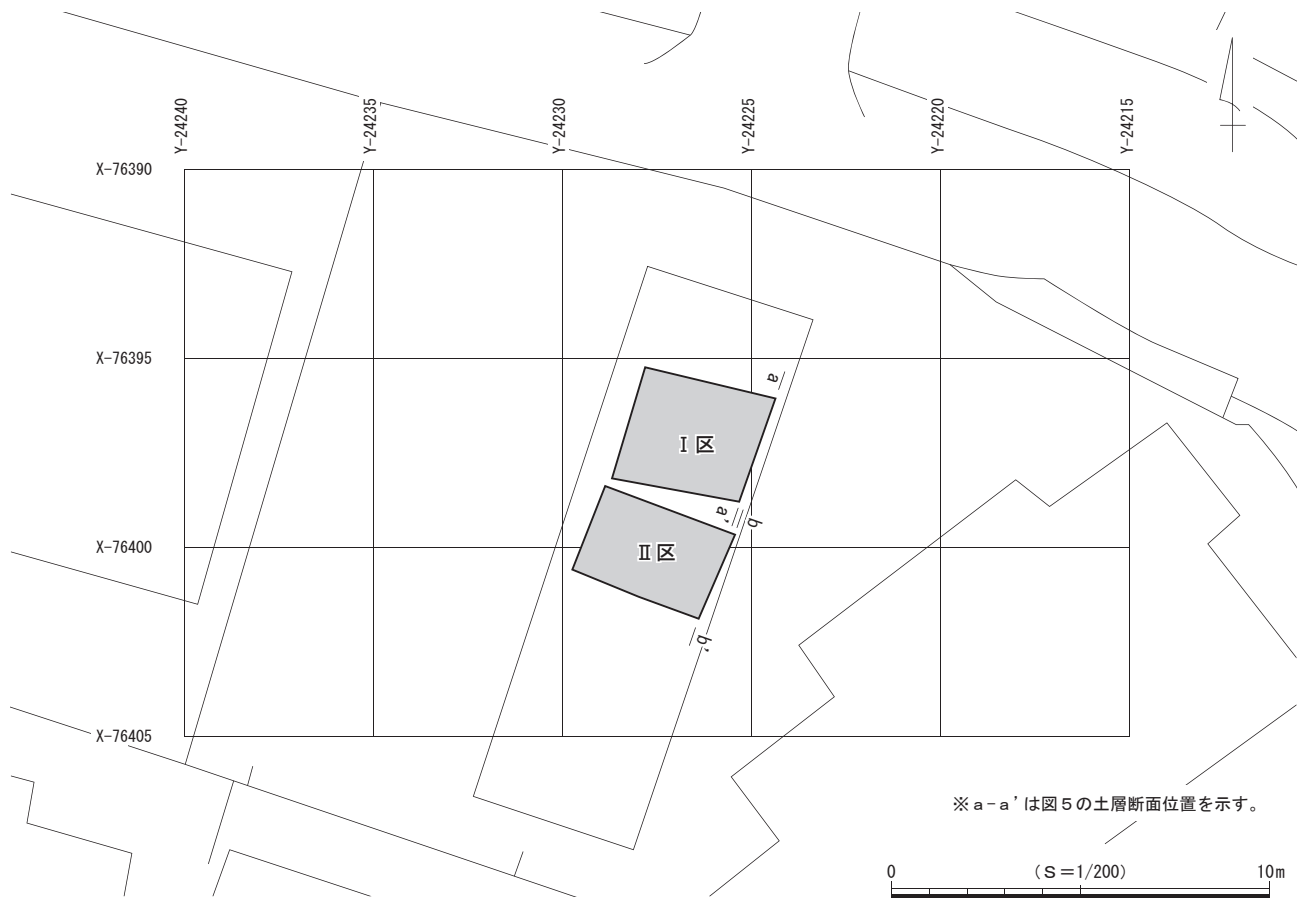 Y-24240
Y-24235
Y-24230
Y-24225
Y-24220
Y-24215
X-76390
X-76395
a
Ⅰ区
a'
b
X-76400
Ⅱ区
b'
X-76405
※a-a'は図5の土層断面位置を示す。
0
(S=1/200)
10m